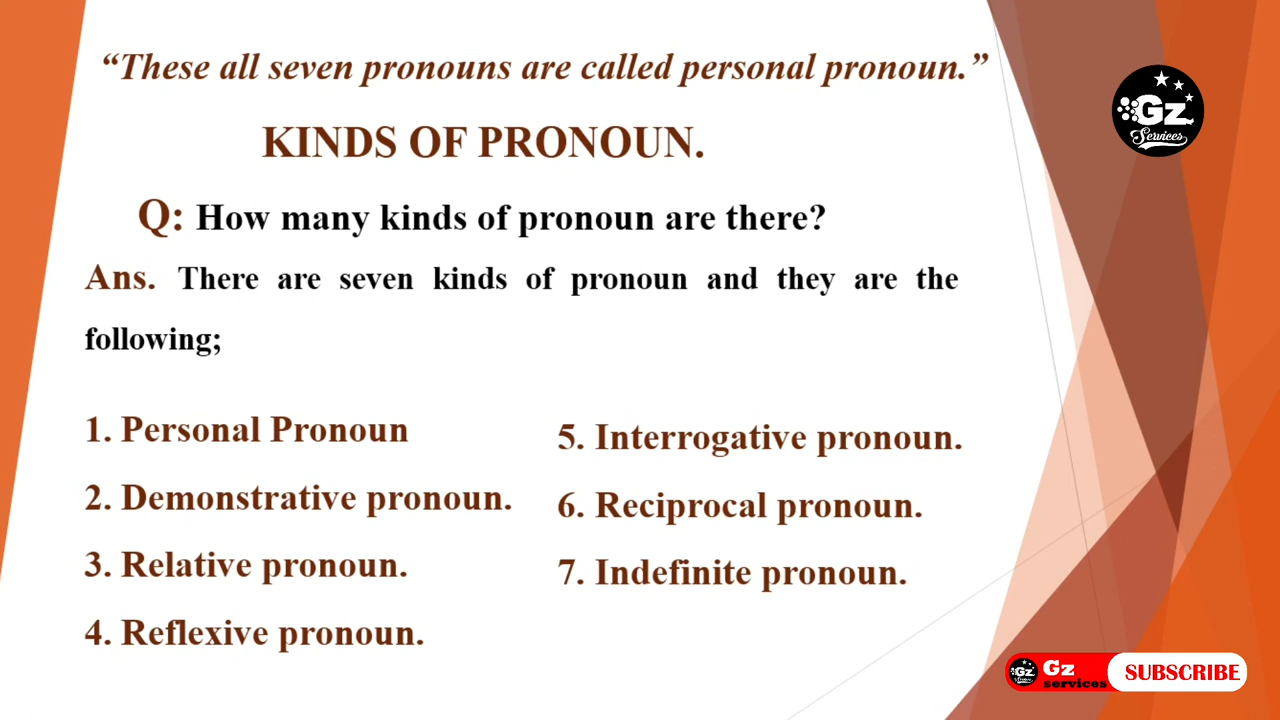 “These all seven pronouns are called personal pronoun.”
KINDS OF PRONOUN.
Q: How many kinds of pronoun are there?
Ans. There are seven kinds of pronoun and they are the
following;
1. Personal Pronoun
2. Demonstrative pronoun.
3. Relative pronoun.
4. Reflexive pronoun.
5. Interrogative pronoun.
6. Reciprocal pronoun.
7. Indefinite pronoun.
Gz
Services
Gz
Gz
services
SUBSCRIBE